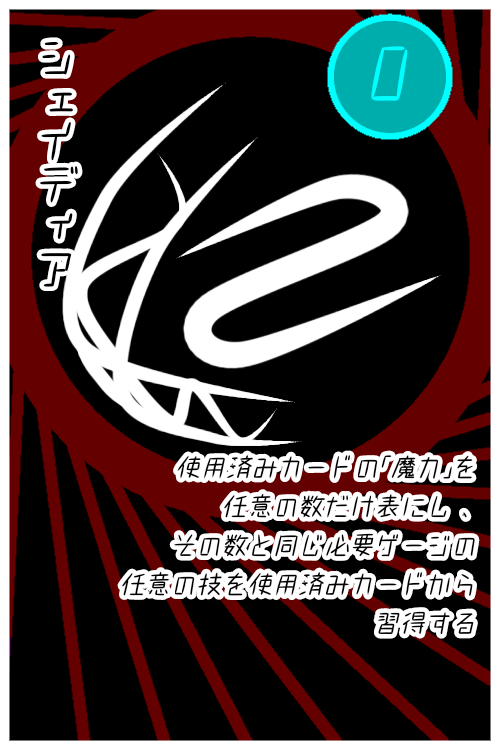 シェイディア
0
使用済みカードの「魔力」を
任意の数だけ表にし、
その数と同じ必要ゲージの
任意の技を使用済みカードから
習得する